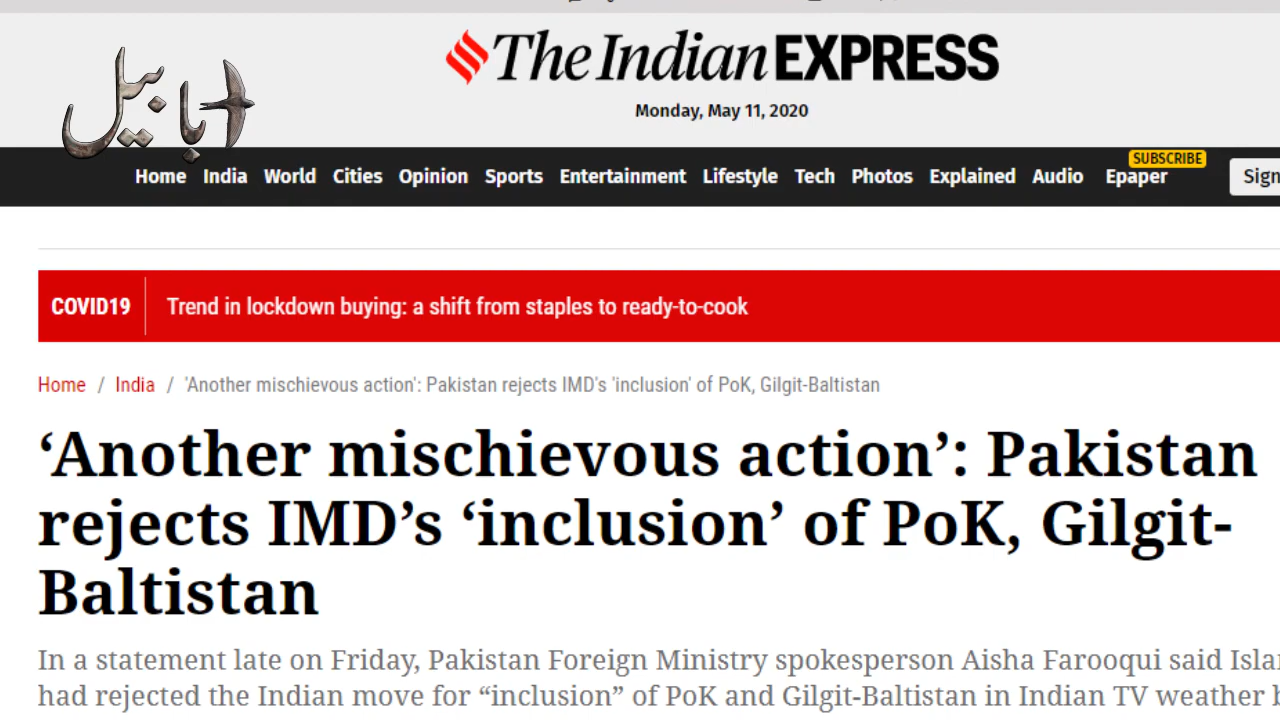 The Indian EXPRESS
Monday, May 11, 2020
ابابیل
SUBSCRIBE
Home India World Cities Opinion Sports Entertainment Lifestyle Tech Photos Explained Audio Epaper Sign
COVID19 Trend in lockdown buying: a shift from staples to ready-to-cook
Home / India / 'Another mischievous action': Pakistan rejects IMD's 'inclusion' of PoK, Gilgit-Baltistan
‘Another mischievous action’: Pakistan
rejects IMD’s ‘inclusion’ of PoK, Gilgit-
Baltistan
In a statement late on Friday, Pakistan Foreign Ministry spokesperson Aisha Farooqui said
had rejected the Indian move for “inclusion” of PoK and Gilgit-Baltistan in Indian TV weather